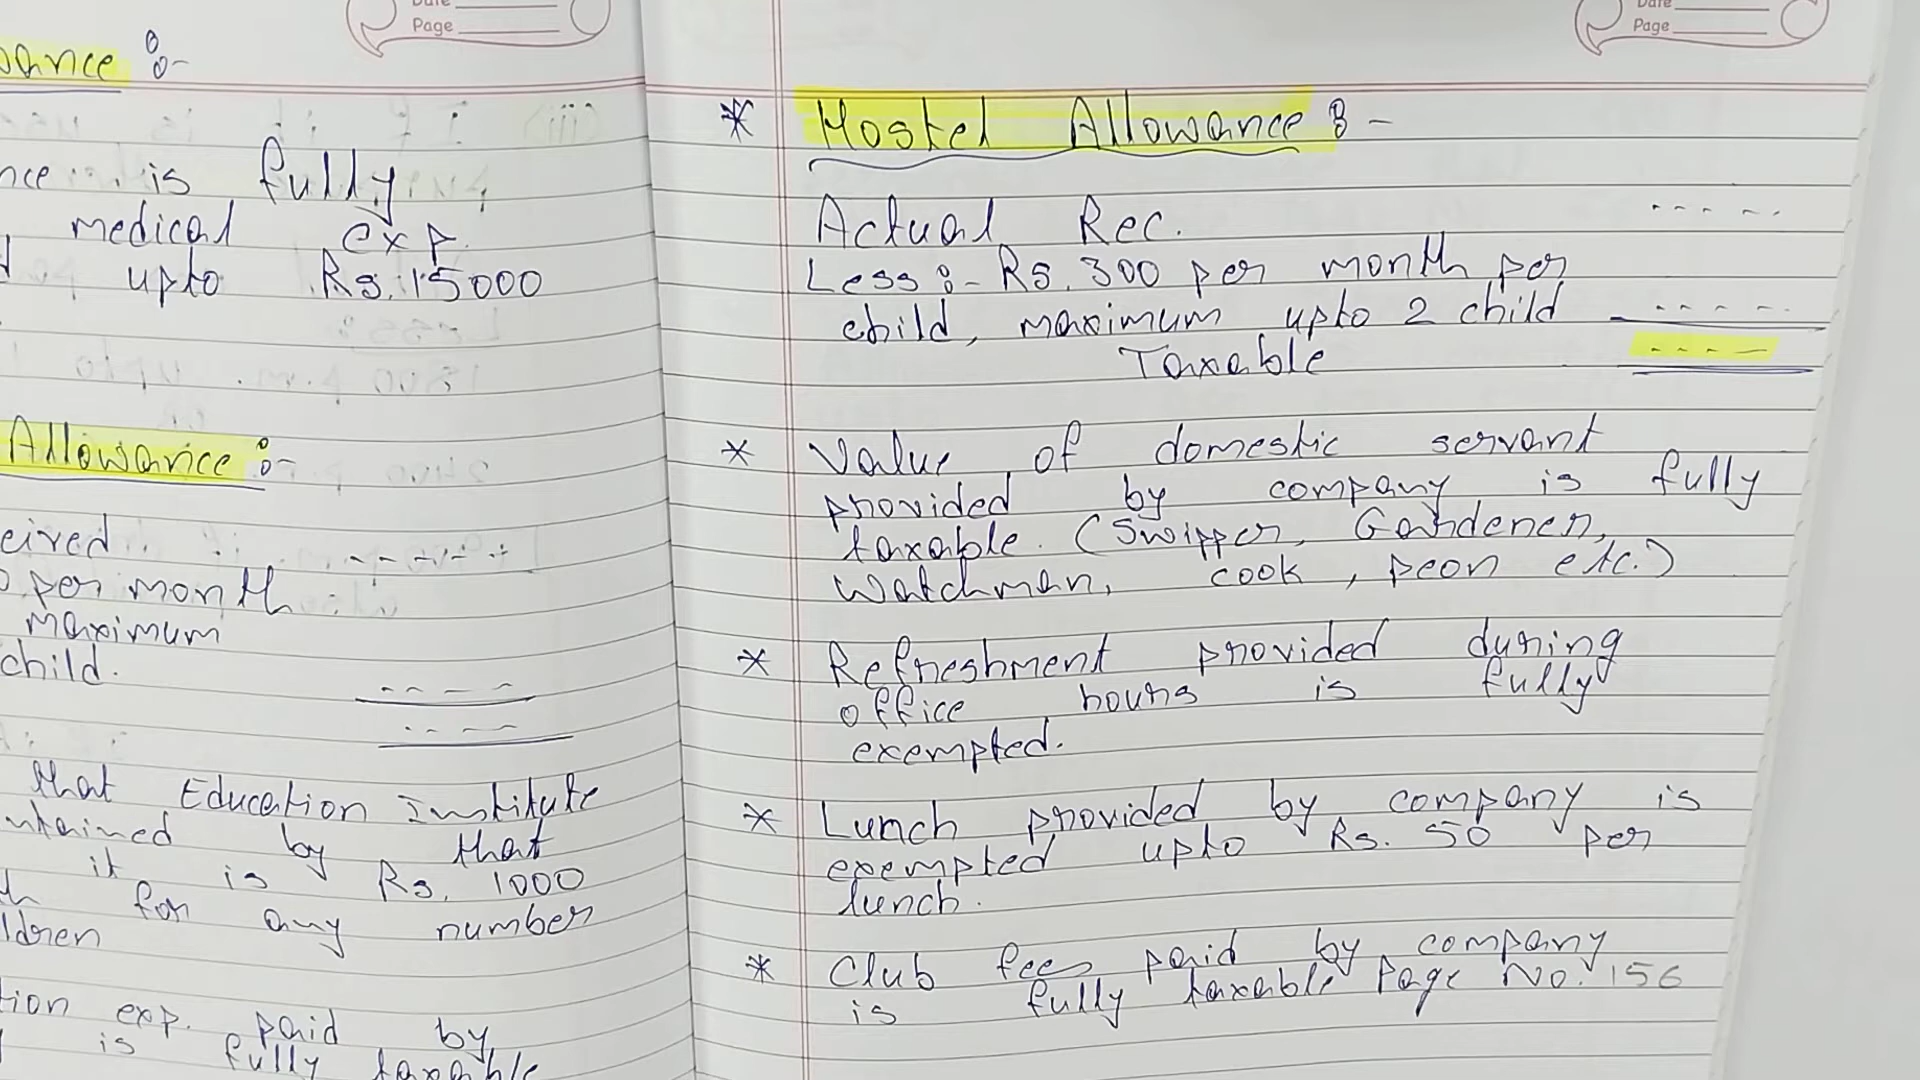 Date
Page
owance :-
nce is fully
medical exp.
d upto Rs. 15000
Allowance :-
eived
0 per month
maximum
child.
that Education Institute
ntained by that
it is Rs. 1000
th for any number
ldren
tion exp. paid by
is fully taxable
Date
Page
* Hostel Allowance :-
Actual Rec.
Less :- Rs. 300 per month per
child, maximum upto 2 child
Taxable
* Value of domestic servant
provided by company is fully
taxable. (Swipper, Gardener,
Watchman, cook, peon etc.)
* Refreshment provided during
office hours is fully
exempted.
* Lunch provided by company is
exempted upto Rs. 50 per
lunch.
* Club fees paid by company
is fully taxable Page No. 156